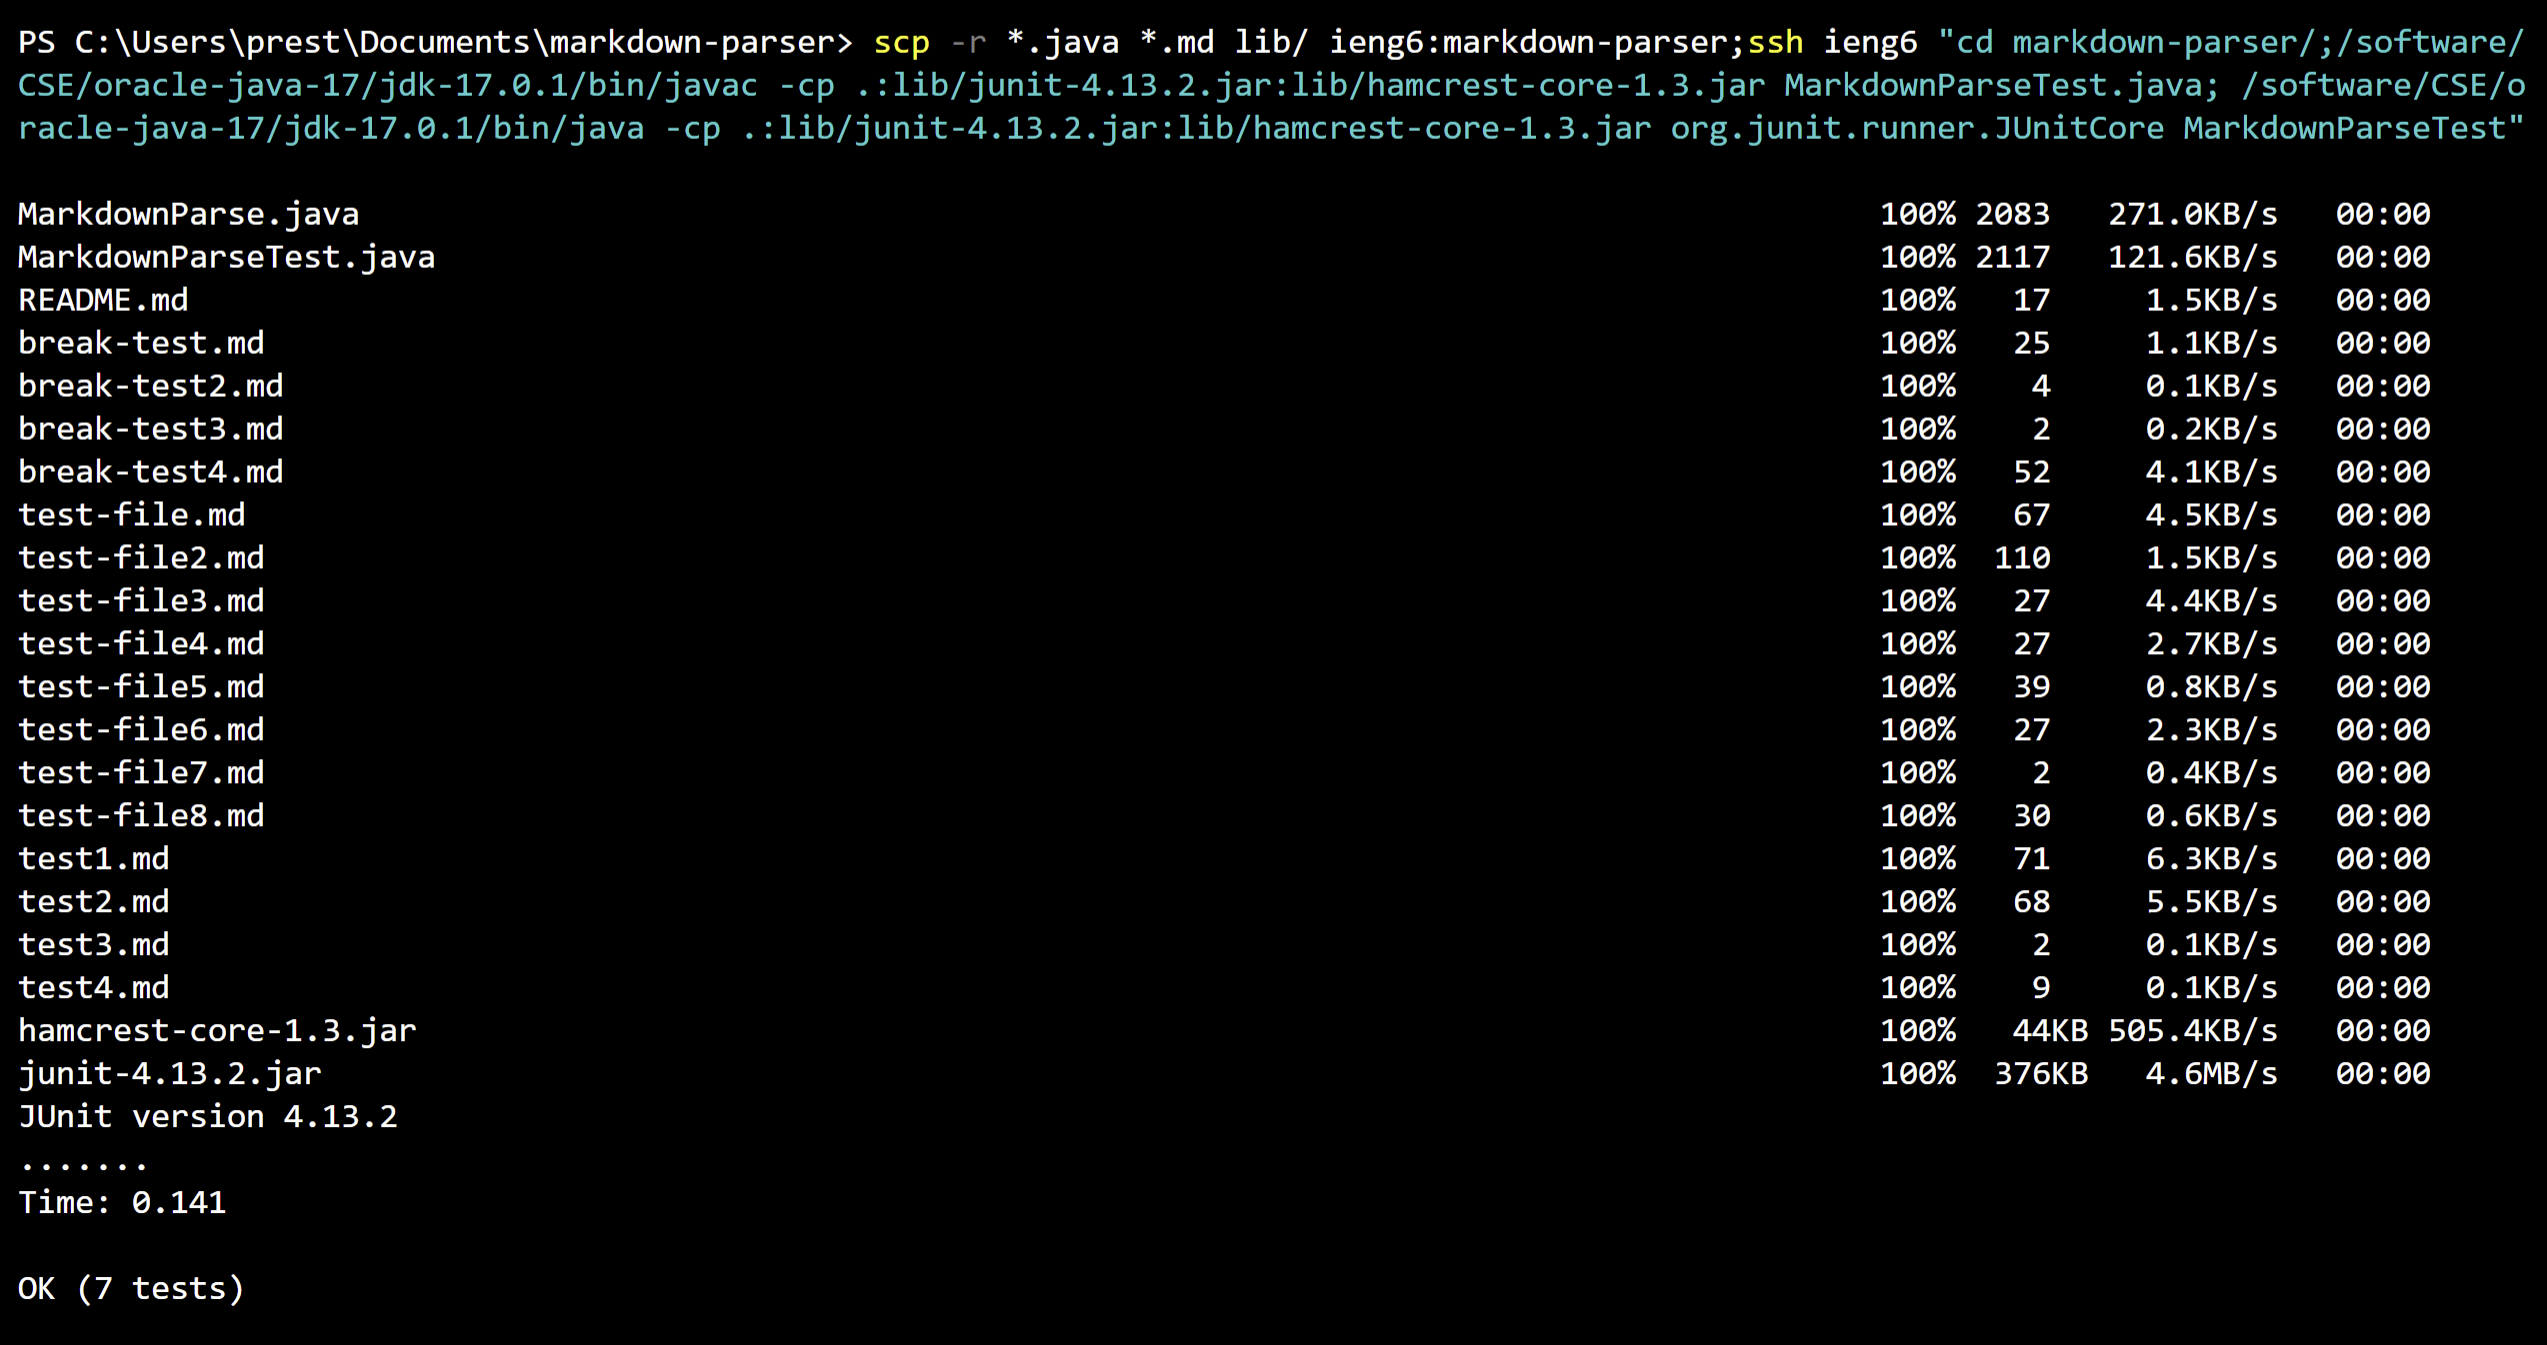 PS C:\Users\prest\Documents\markdown-parser> scp -r *.java *.md lib/ ieng6:markdown-parser;ssh ieng6 "cd markdown-parser/;/software/
CSE/oracle-java-17/jdk-17.0.1/bin/javac -cp .:lib/junit-4.13.2.jar:lib/hamcrest-core-1.3.jar MarkdownParseTest.java; /software/CSE/o
racle-java-17/jdk-17.0.1/bin/java -cp .:lib/junit-4.13.2.jar:lib/hamcrest-core-1.3.jar org.junit.runner.JUnitCore MarkdownParseTest"
MarkdownParse.java 100% 2083 271.0KB/s 00:00
MarkdownParseTest.java 100% 2117 121.6KB/s 00:00
README.md 100% 17 1.5KB/s 00:00
break-test.md 100% 25 1.1KB/s 00:00
break-test2.md 100% 4 0.1KB/s 00:00
break-test3.md 100% 2 0.2KB/s 00:00
break-test4.md 100% 52 4.1KB/s 00:00
test-file.md 100% 67 4.5KB/s 00:00
test-file2.md 100% 110 1.5KB/s 00:00
test-file3.md 100% 27 4.4KB/s 00:00
test-file4.md 100% 27 2.7KB/s 00:00
test-file5.md 100% 39 0.8KB/s 00:00
test-file6.md 100% 27 2.3KB/s 00:00
test-file7.md 100% 2 0.4KB/s 00:00
test-file8.md 100% 30 0.6KB/s 00:00
test1.md 100% 71 6.3KB/s 00:00
test2.md 100% 68 5.5KB/s 00:00
test3.md 100% 2 0.1KB/s 00:00
test4.md 100% 9 0.1KB/s 00:00
hamcrest-core-1.3.jar 100% 44KB 505.4KB/s 00:00
junit-4.13.2.jar 100% 376KB 4.6MB/s 00:00
JUnit version 4.13.2
.......
Time: 0.141
OK (7 tests)